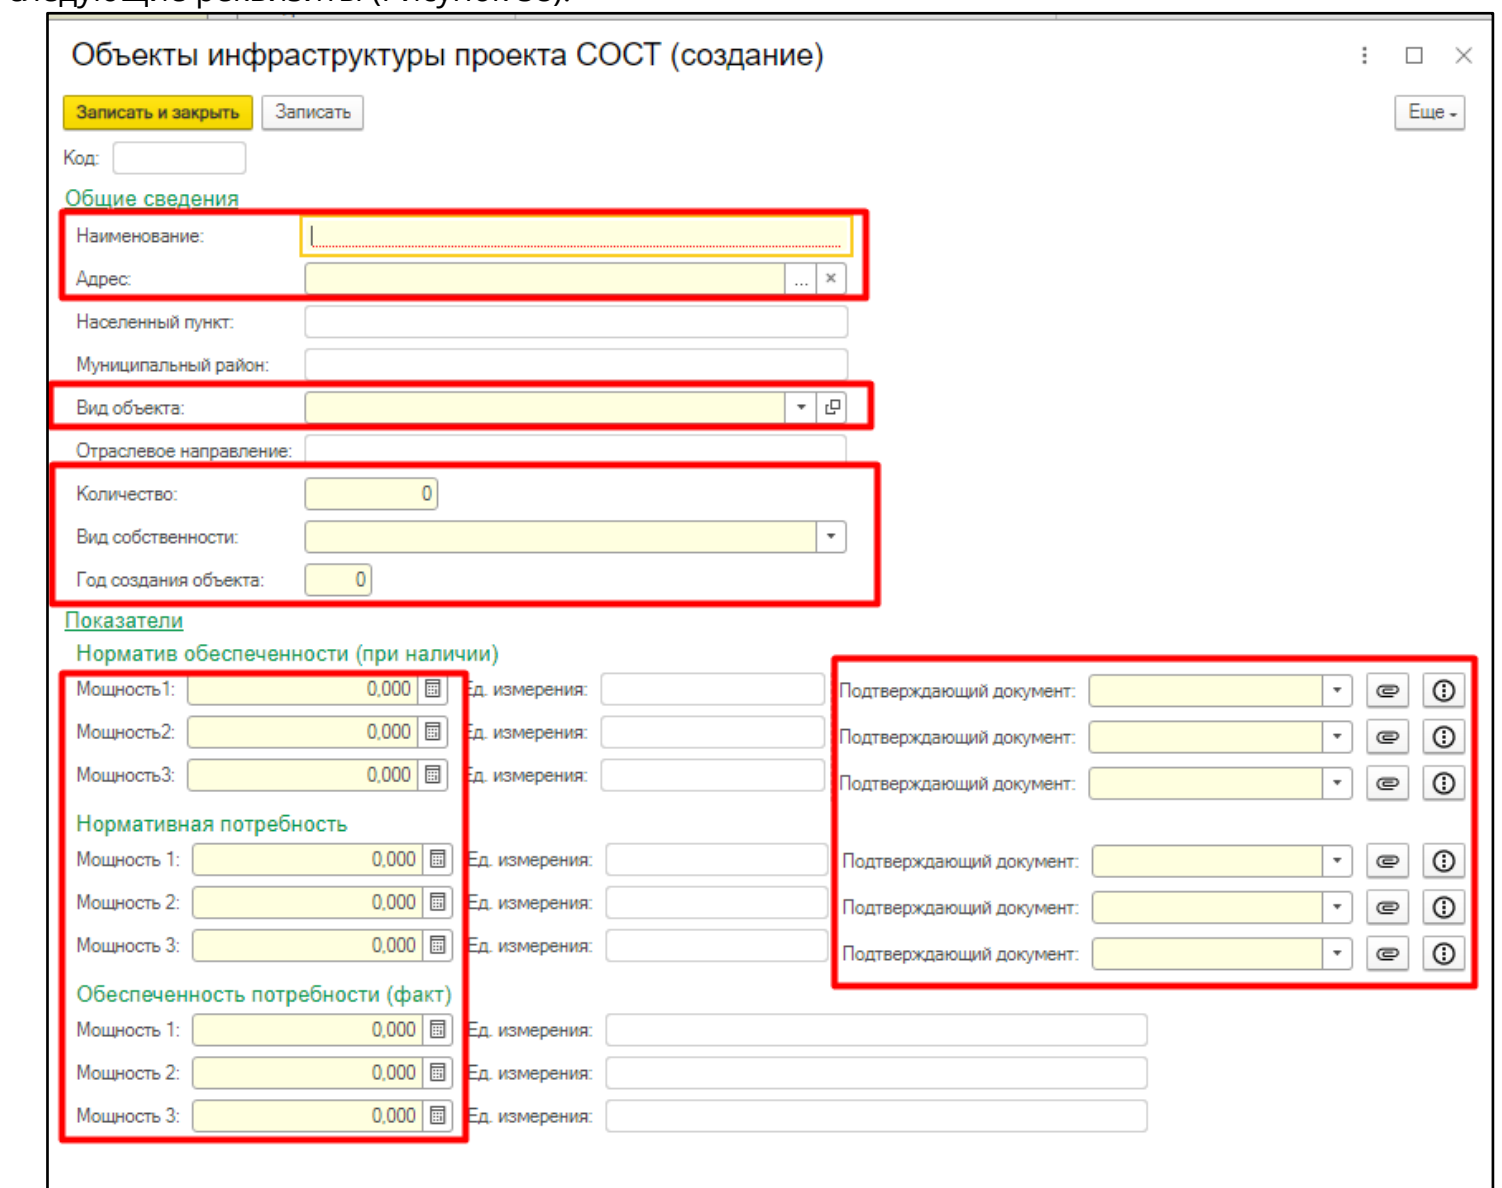 Объекты инфраструктуры проекта СОСТ (создание)
Записать и закрыть Записать Еще
Код:
Общие сведения
Наименование:
Адрес: ... ×
Населенный пункт:
Муниципальный район:
Вид объекта:
Отраслевое направление:
Количество: 0
Вид собственности:
Год создания объекта: 0
Показатели
Норматив обеспеченности (при наличии)
Мощность1: 0,000 Ед. измерения: Подтверждающий документ:
Мощность2: 0,000 Ед. измерения: Подтверждающий документ:
Мощность3: 0,000 Ед. измерения: Подтверждающий документ:
Нормативная потребность
Мощность 1: 0,000 Ед. измерения: Подтверждающий документ:
Мощность 2: 0,000 Ед. измерения: Подтверждающий документ:
Мощность 3: 0,000 Ед. измерения: Подтверждающий документ:
Обеспеченность потребности (факт)
Мощность 1: 0,000 Ед. измерения:
Мощность 2: 0,000 Ед. измерения:
Мощность 3: 0,000 Ед. измерения: